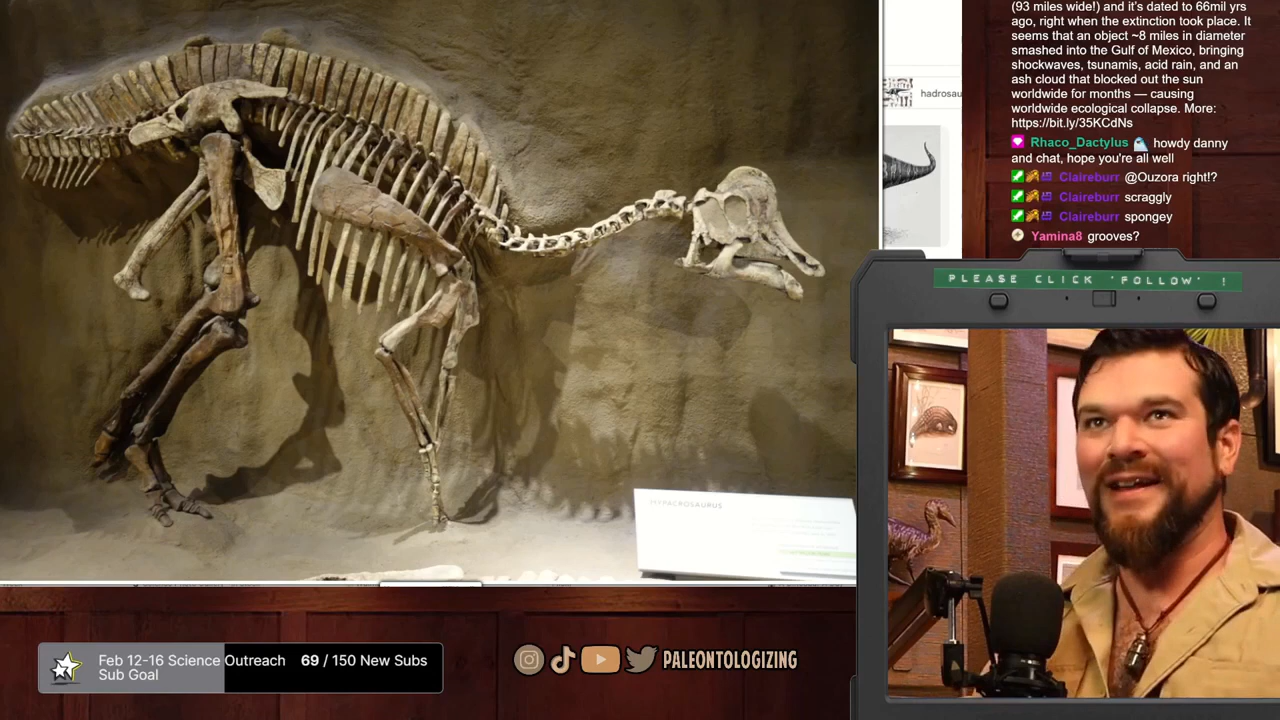 (93 miles wide!) and it's dated to 66mil yrs
ago, right when the extinction took place. It
seems that an object ~8 miles in diameter
smashed into the Gulf of Mexico, bringing
shockwaves, tsunamis, acid rain, and an
ash cloud that blocked out the sun
worldwide for months — causing
worldwide ecological collapse. More:
https://bit.ly/35KCdNs
Rhaco_Dactylus howdy danny
and chat, hope you're all well
Claireburr @Ouzora right!?
Claireburr scraggly
Claireburr spongey
Yamina8 grooves?
hadrosau
PLEASE CLICK 'FOLLOW' !
HYPACROSAURUS
Feb 12-16 Science Outreach 69 / 150 New Subs
Sub Goal
PALEONTOLOGIZING